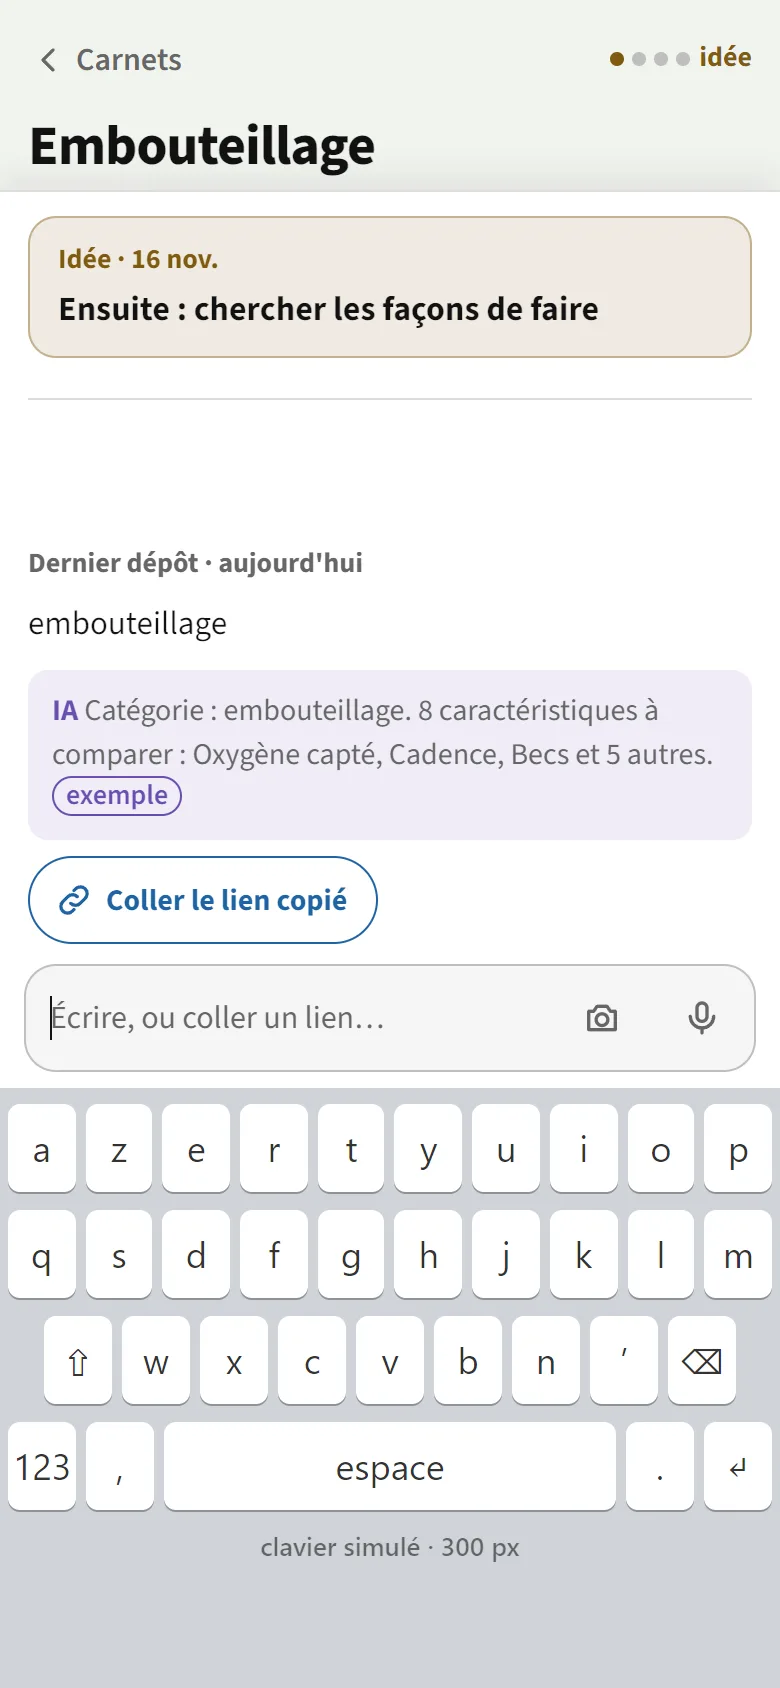 Carnets
idée
Embouteillage
Idée · 16 nov.
Ensuite : chercher les façons de faire
Dernier dépôt · aujourd'hui
embouteillage
IA Catégorie : embouteillage. 8 caractéristiques à
comparer : Oxygène capté, Cadence, Becs et 5 autres.
exemple
Coller le lien copié
Écrire, ou coller un lien…
a z e r t y u i o p
q s d f g h j k l m
⇧ w x c v b n ' ⌫
123 , espace . ↵
clavier simulé · 300 px